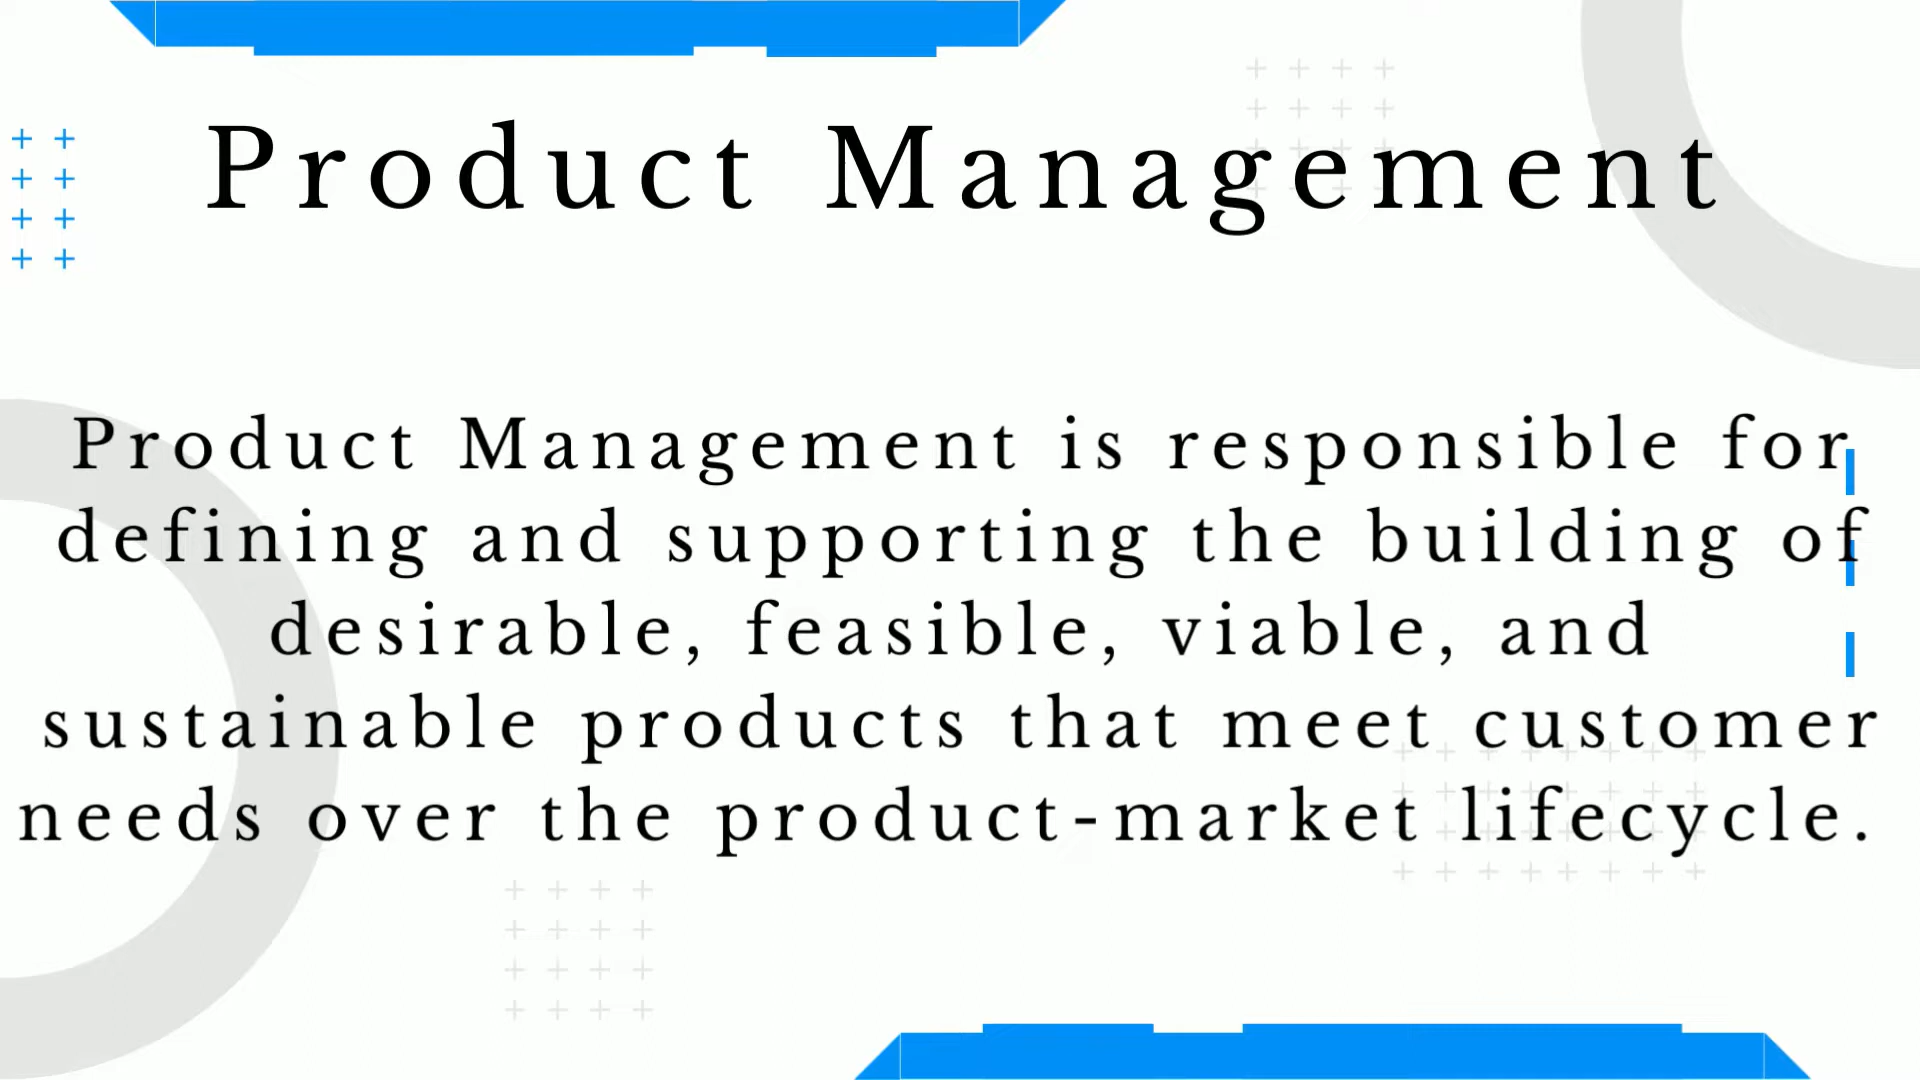 Product Management
Product Management is responsible for
defining and supporting the building of
desirable, feasible, viable, and
sustainable products that meet customer
needs over the product-market lifecycle.